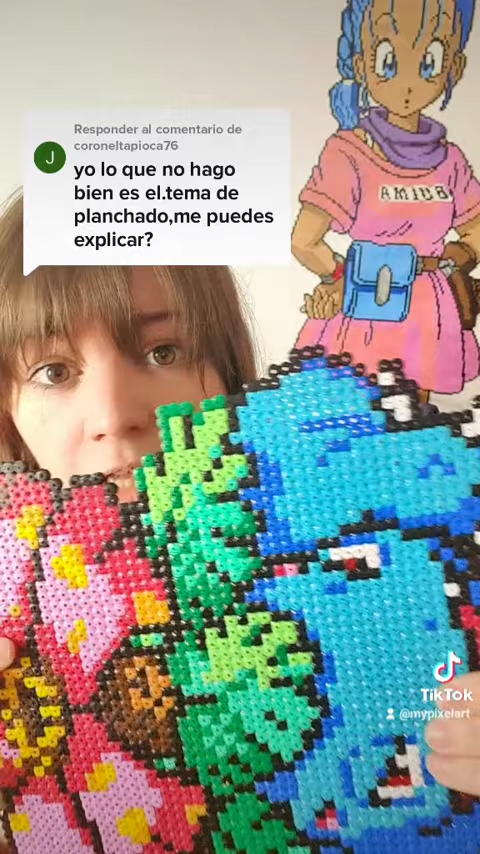 Responder al comentario de
coroneltapioca76
J
yo lo que no hago
bien es el.tema de
planchado,me puedes
explicar?
TikTok
@mypixelart